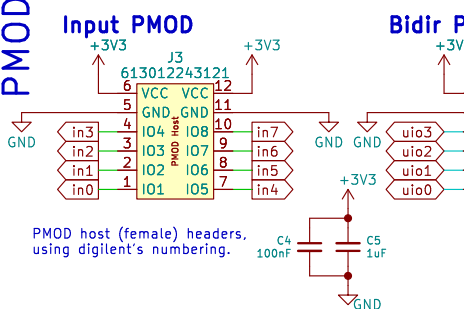 PMOD
Input PMOD
Bidir P
+3V3
J3
+3V3
+3V3
613012243121
6 VCC VCC 12
5 GND GND 11
GND
GND
GND
in3 4 IO4 IO8 10 in7
in2 3 IO3 IO7 9 in6
in1 2 IO2 IO6 8 in5
in0 1 IO1 IO5 7 in4
PMOD Host
uio3
uio2
uio1
uio0
+3V3
PMOD host (female) headers,
using digilent's numbering.
C4
100nF
C5
1uF
GND